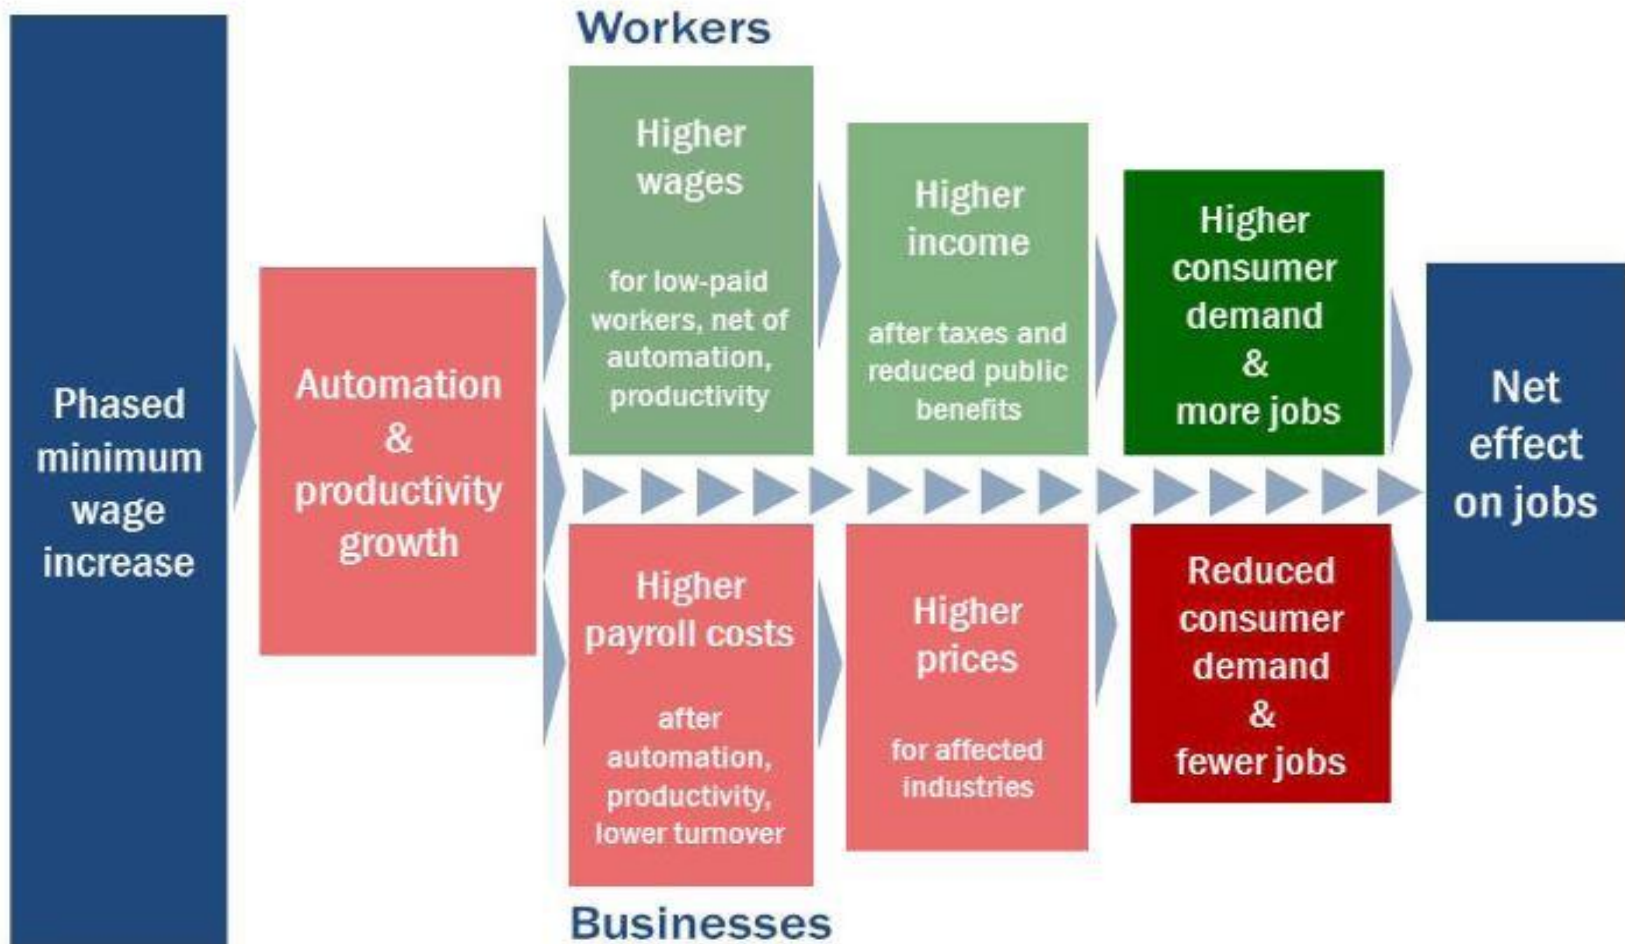 Workers
Phased
minimum
wage
increase
Automation
&
productivity
growth
Higher
wages
for low-paid
workers, net of
automation,
productivity
Higher
income
after taxes and
reduced public
benefits
Higher
consumer
demand
&
more jobs
Higher
payroll costs
after
automation,
productivity,
lower turnover
Higher
prices
for affected
industries
Reduced
consumer
demand
&
fewer jobs
Net
effect
on jobs
Businesses